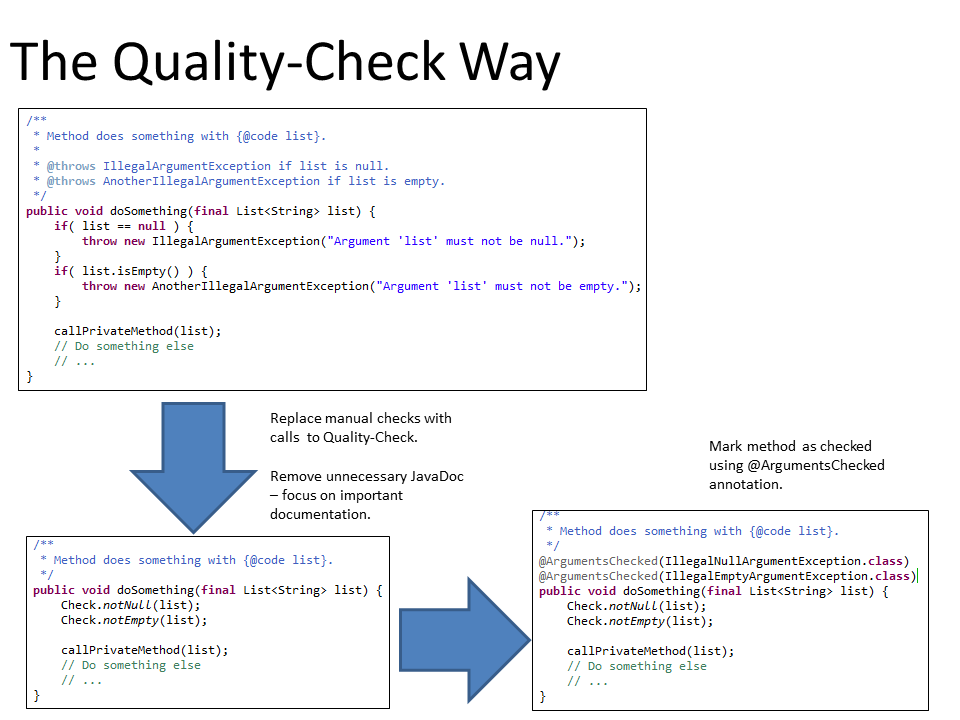 The Quality-Check Way
/**
 * Method does something with {@code list}.
 *
 * @throws IllegalArgumentException if list is null.
 * @throws AnotherIllegalArgumentException if list is empty.
 */
public void doSomething(final List<String> list) {
    if( list == null ) {
        throw new IllegalArgumentException("Argument 'list' must not be null.");
    }
    if( list.isEmpty() ) {
        throw new AnotherIllegalArgumentException("Argument 'list' must not be empty.");
    }

    callPrivateMethod(list);
    // Do something else
    // ...
}
Replace manual checks with
calls  to Quality-Check.
Remove unnecessary JavaDoc
– focus on important
documentation.
Mark method as checked
using @ArgumentsChecked
annotation.
/**
 * Method does something with {@code list}.
 */
public void doSomething(final List<String> list) {
    Check.notNull(list);
    Check.notEmpty(list);

    callPrivateMethod(list);
    // Do something else
    // ...
}
/**
 * Method does something with {@code list}.
 */
@ArgumentsChecked(IllegalNullArgumentException.class)
@ArgumentsChecked(IllegalEmptyArgumentException.class)
public void doSomething(final List<String> list) {
    Check.notNull(list);
    Check.notEmpty(list);

    callPrivateMethod(list);
    // Do something else
    // ...
}